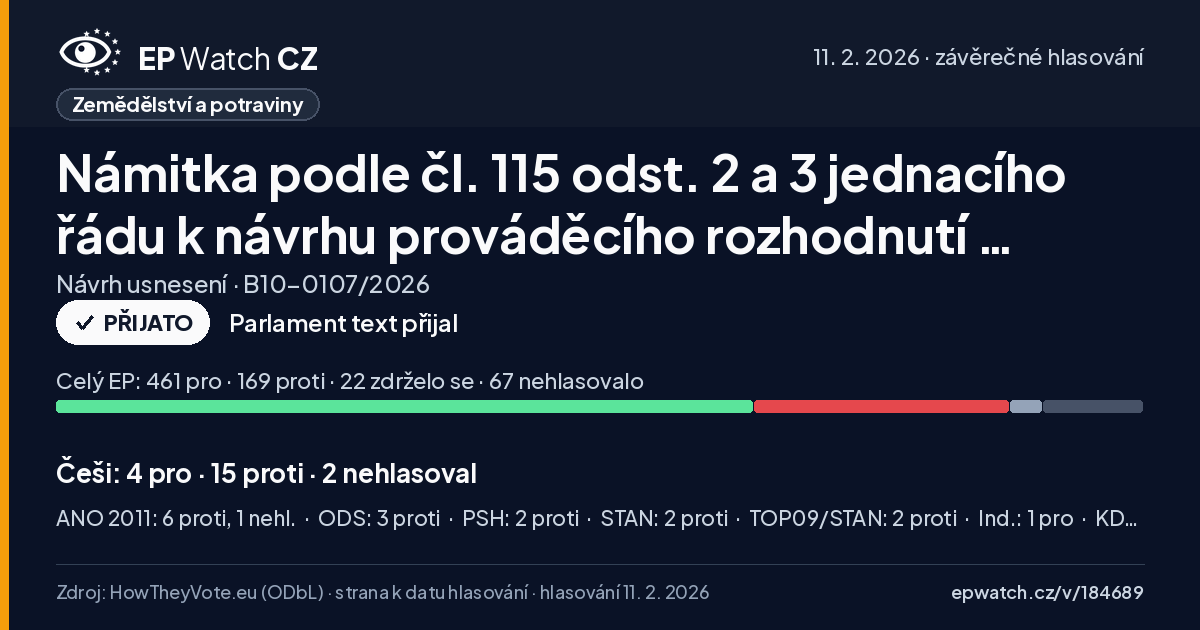 EP Watch CZ
11. 2. 2026 · závěrečné hlasování
Zemědělství a potraviny
Námitka podle čl. 115 odst. 2 a 3 jednacího
řádu k návrhu prováděcího rozhodnutí …
Návrh usnesení · B10–0107/2026
✓ PŘIJATO Parlament text přijal
Celý EP: 461 pro · 169 proti · 22 zdrželo se · 67 nehlasovalo
Češi: 4 pro · 15 proti · 2 nehlasoval
ANO 2011: 6 proti, 1 nehl. · ODS: 3 proti · PSH: 2 proti · STAN: 2 proti · TOP09/STAN: 2 proti · Ind.: 1 pro · KD…
Zdroj: HowTheyVote.eu (ODbL) · strana k datu hlasování · hlasování 11. 2. 2026
epwatch.cz/v/184689